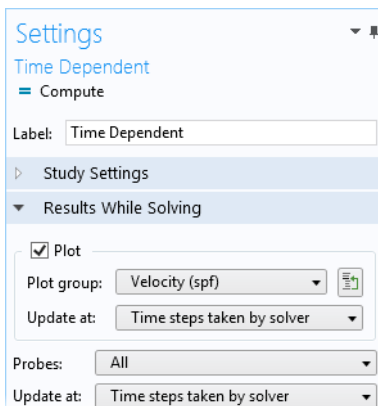 Settings
Time Dependent
= Compute
Label: Time Dependent
Study Settings
Results While Solving
Plot
Plot group: Velocity (spf)
Update at: Time steps taken by solver
Probes: All
Update at: Time steps taken by solver